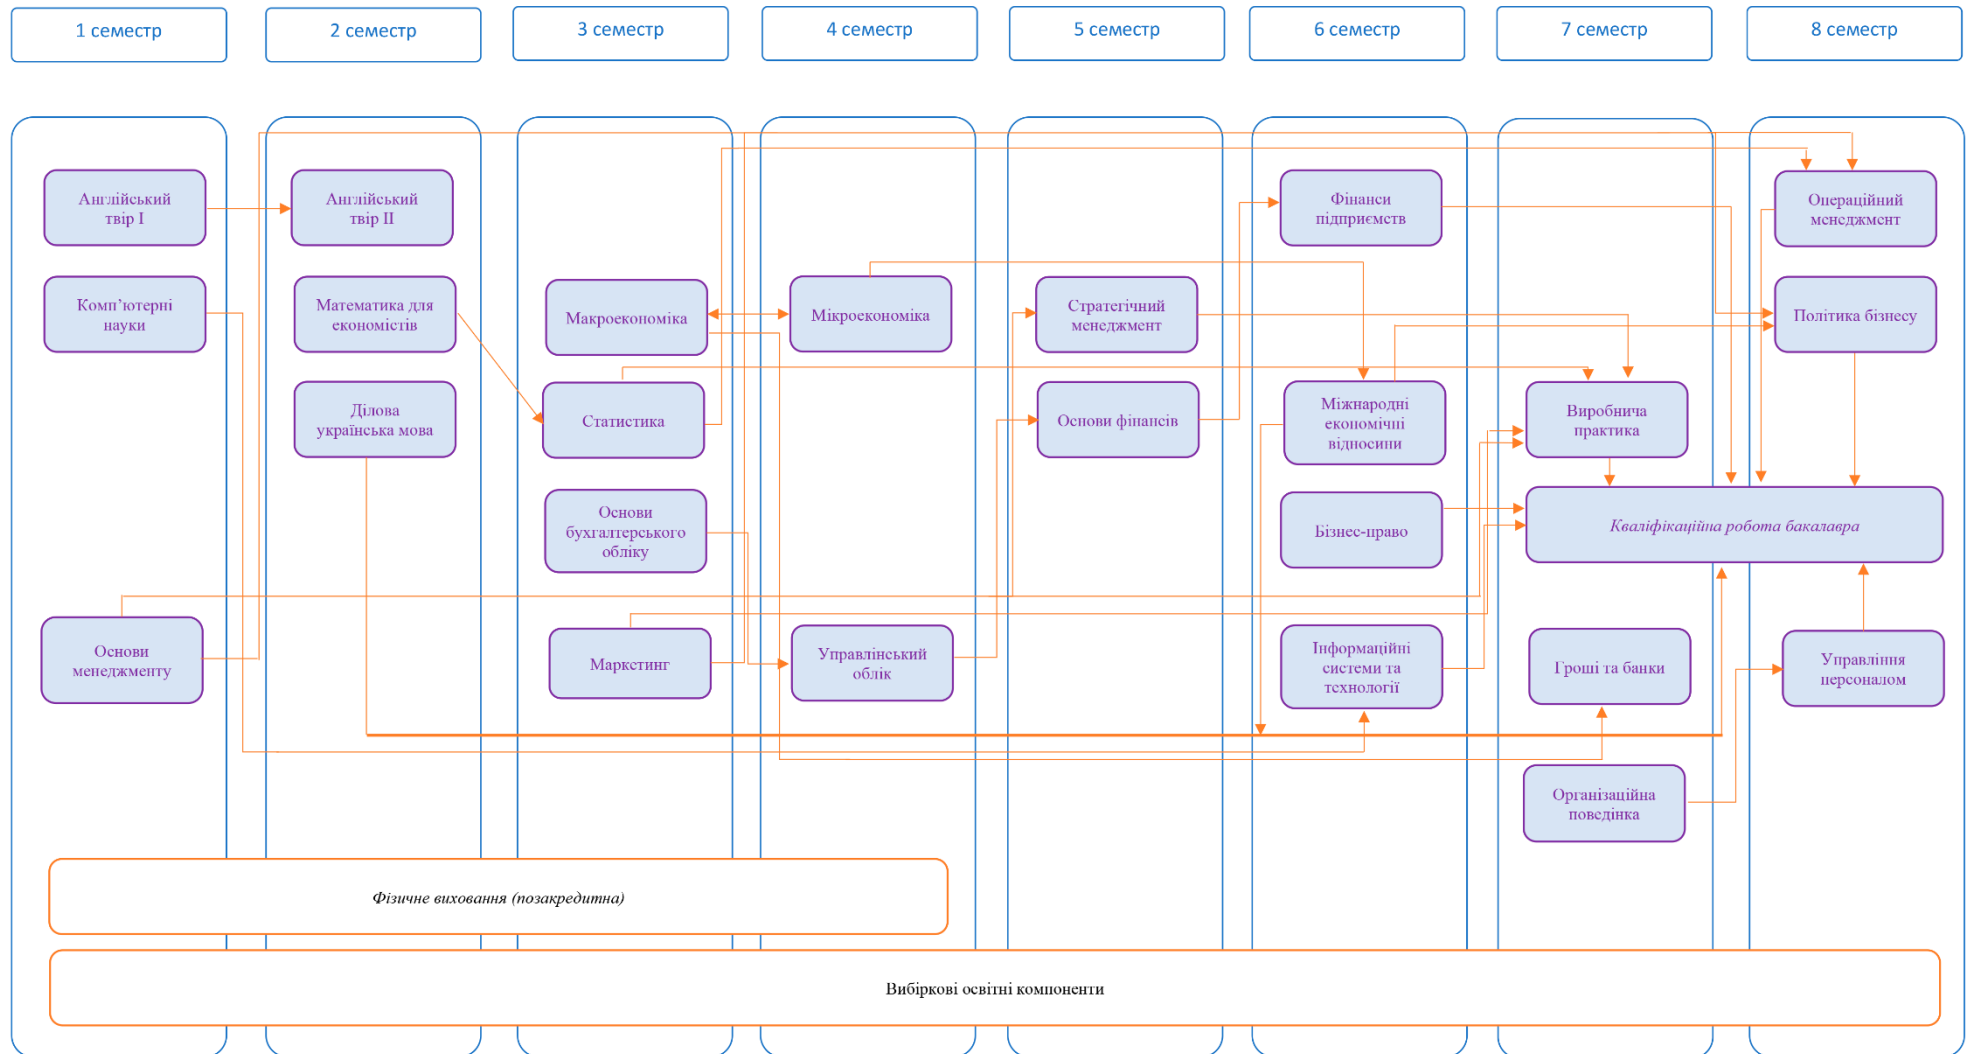 1 семестр
2 семестр
3 семестр
4 семестр
5 семестр
6 семестр
7 семестр
8 семестр
Англійський
твір І
Комп’ютерні
науки
Основи
менеджменту
Англійський
твір ІІ
Математика для
економістів
Ділова
українська мова
Макроекономіка
Статистика
Основи
бухгалтерського
обліку
Маркетинг
Мікроекономіка
Управлінський
облік
Стратегічний
менеджмент
Основи фінансів
Фінанси
підприємств
Міжнародні
економічні
відносини
Бізнес-право
Інформаційні
системи та
технології
Виробнича
практика
Кваліфікаційна робота бакалавра
Гроші та банки
Організаційна
поведінка
Операційний
менеджмент
Політика бізнесу
Управління
персоналом
Фізичне виховання (позакредитна)
Вибіркові освітні компоненти